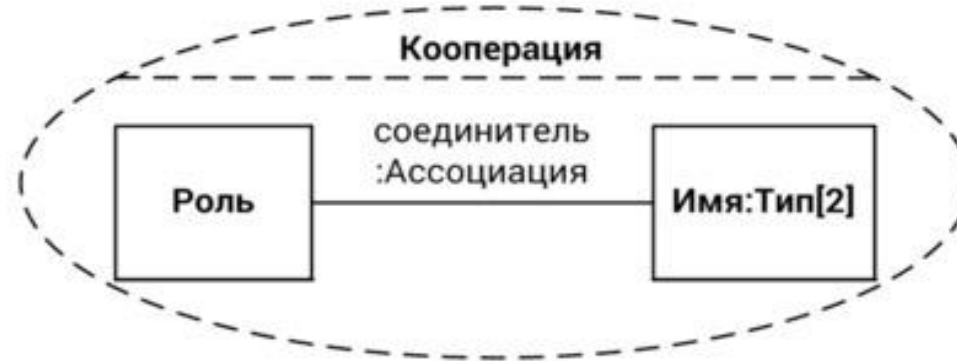 Кооперация
соединитель
:Ассоциация
Роль
Имя:Тип[2]